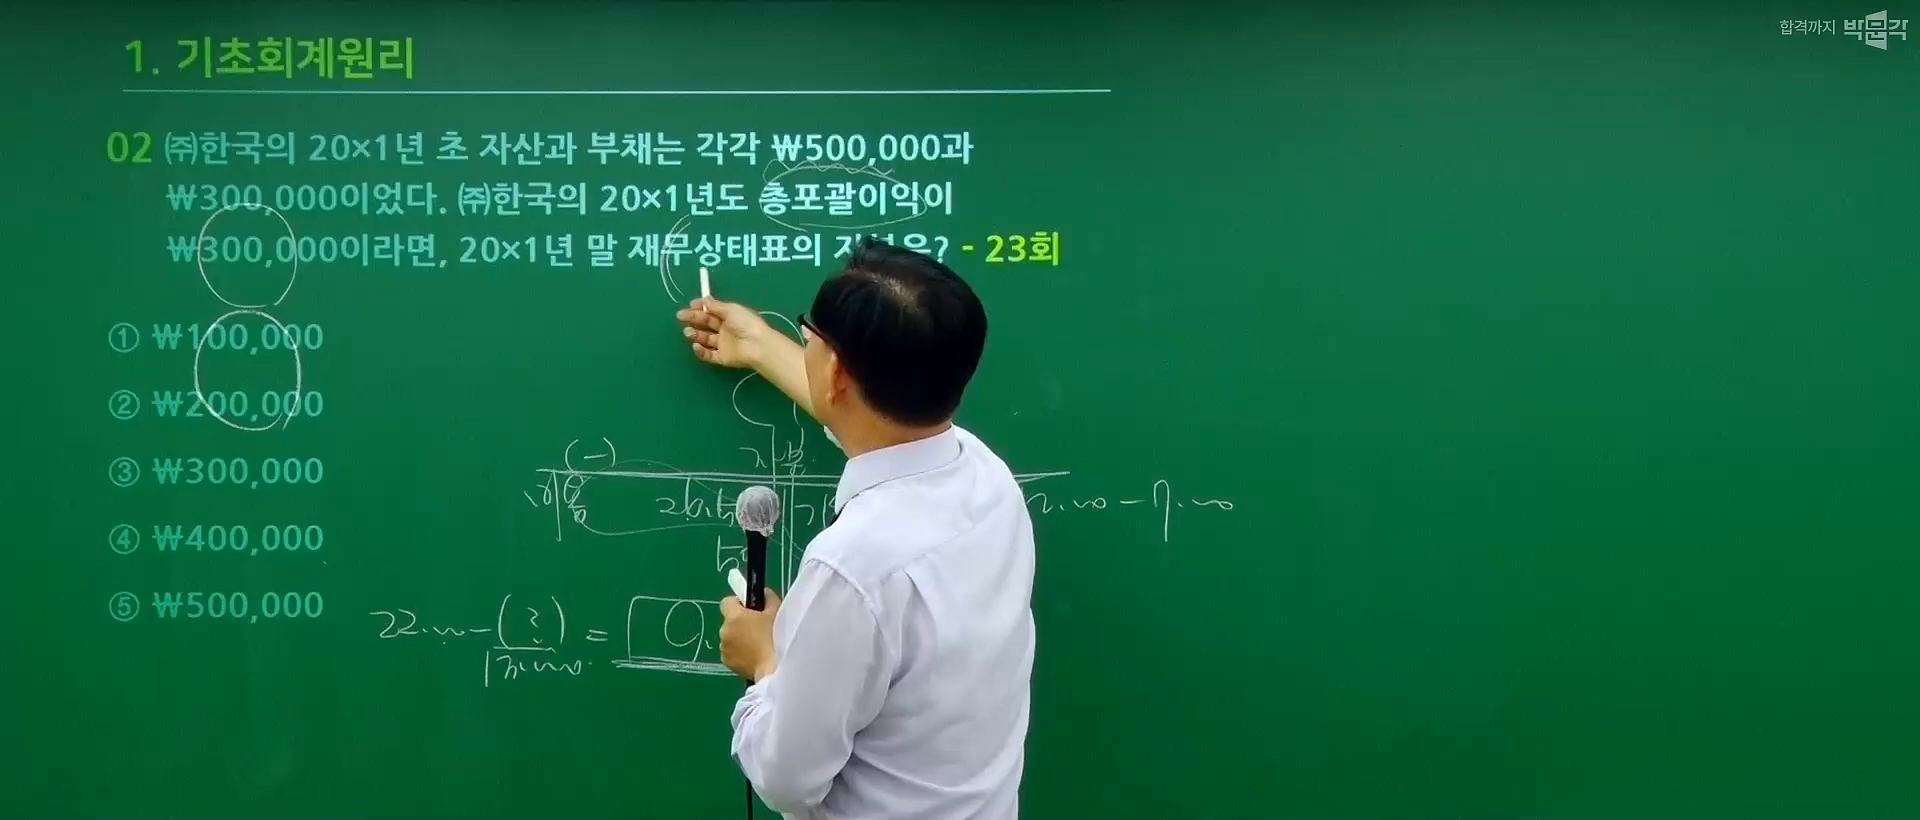 합격까지 박문각
1. 기초회계원리
02 ㈜한국의 20×1년 초 자산과 부채는 각각 ₩500,000과
₩300,000이었다. ㈜한국의 20×1년도 총포괄이익이
₩300,000이라면, 20×1년 말 재무상태표의 자본은? - 23회
① ₩100,000
② ₩200,000
③ ₩300,000
④ ₩400,000
⑤ ₩500,000
(-)